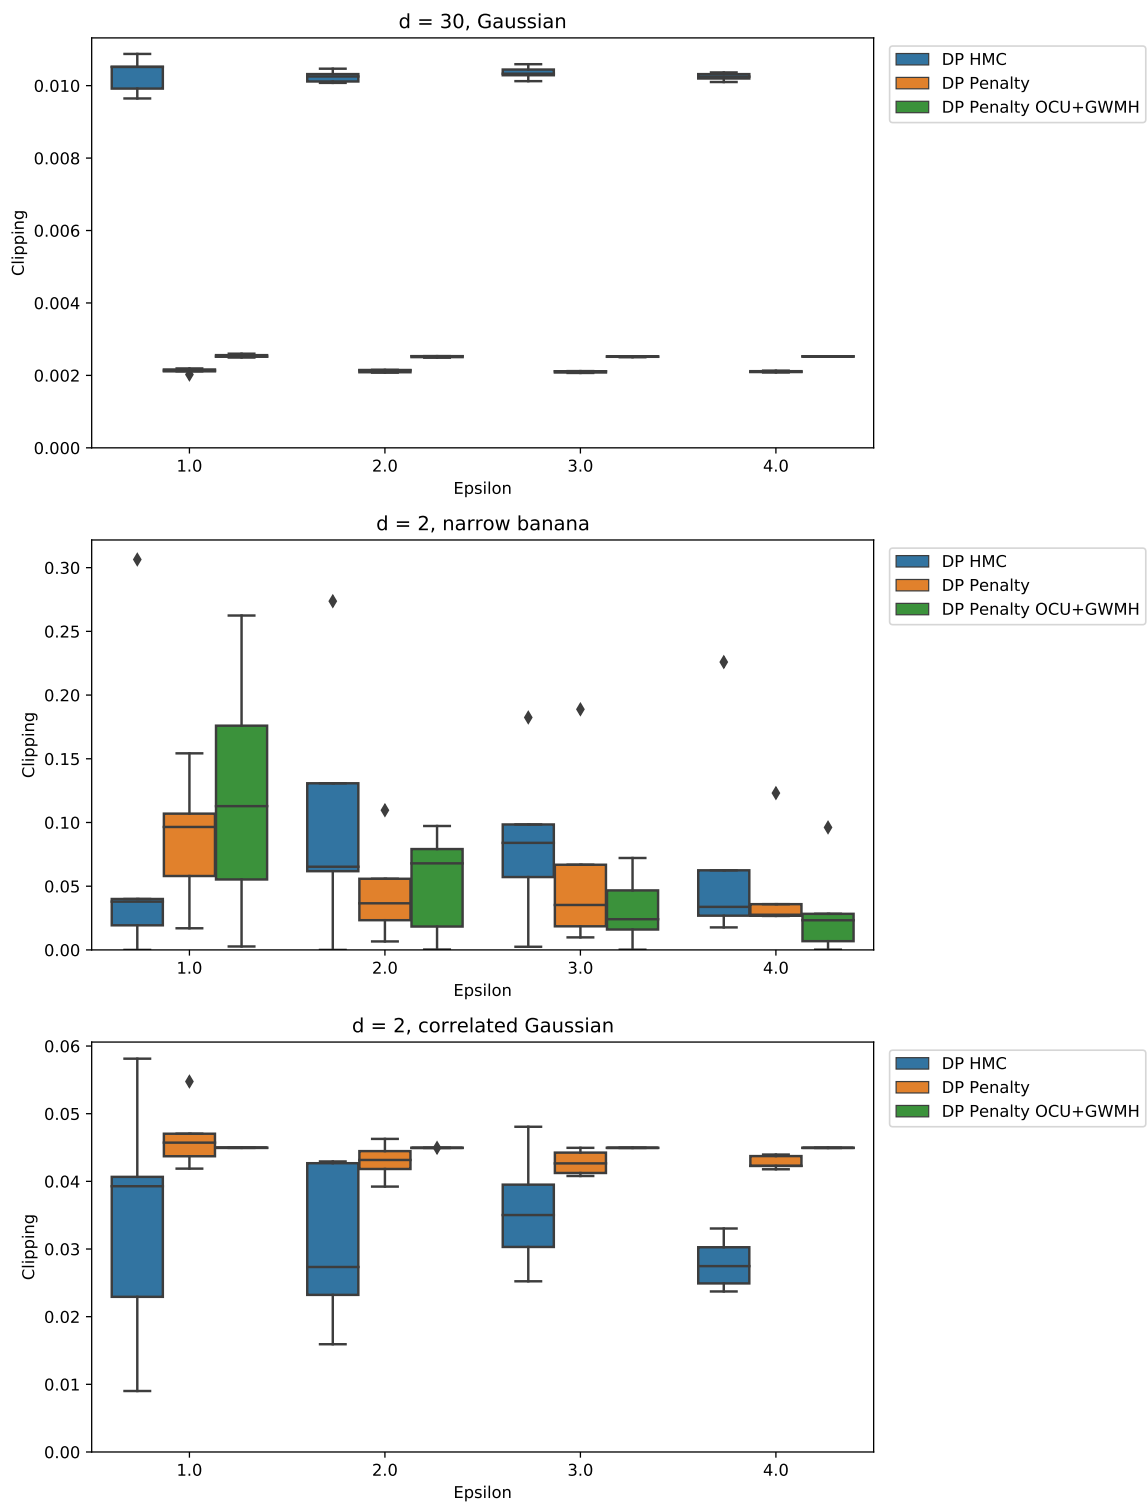 d = 30, Gaussian
DP HMC
DP Penalty
DP Penalty OCU+GWMH
Clipping
0.010
0.008
0.006
0.004
0.002
0.000
1.0 2.0 3.0 4.0
Epsilon
d = 2, narrow banana
DP HMC
DP Penalty
DP Penalty OCU+GWMH
Clipping
0.30
0.25
0.20
0.15
0.10
0.05
0.00
1.0 2.0 3.0 4.0
Epsilon
d = 2, correlated Gaussian
DP HMC
DP Penalty
DP Penalty OCU+GWMH
Clipping
0.06
0.05
0.04
0.03
0.02
0.01
0.00
1.0 2.0 3.0 4.0
Epsilon